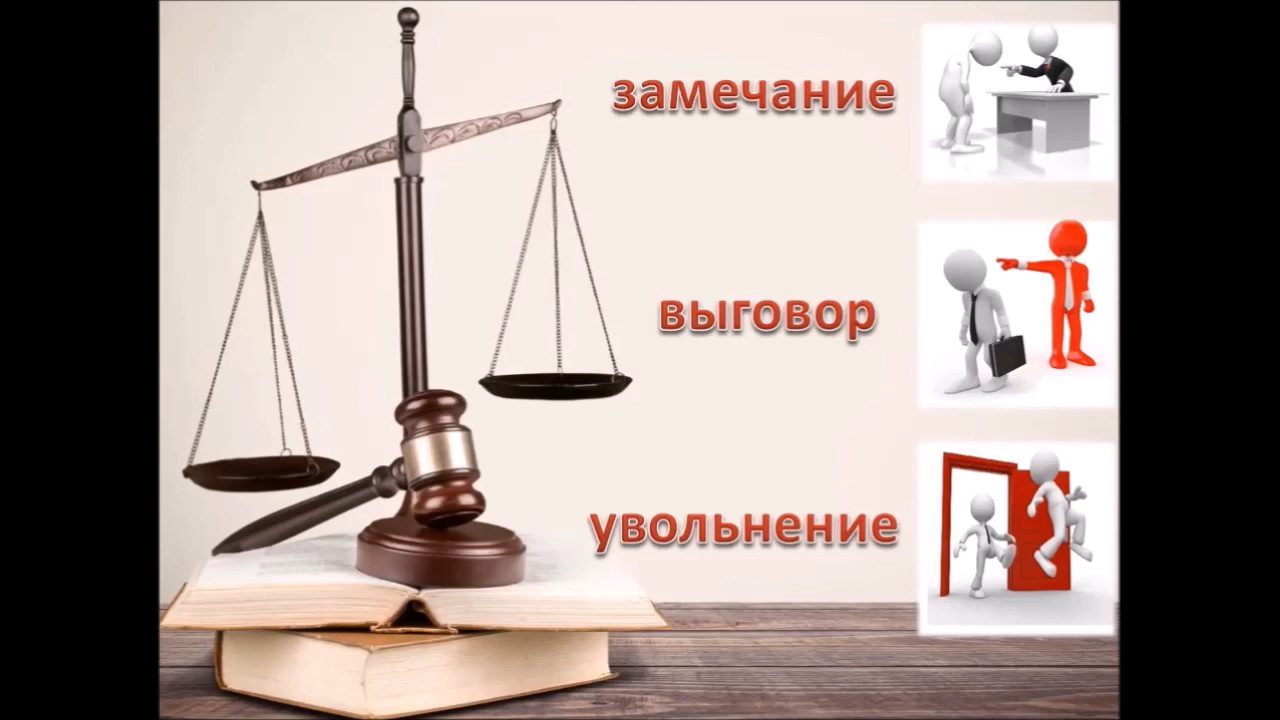 замечание
выговор
увольнение